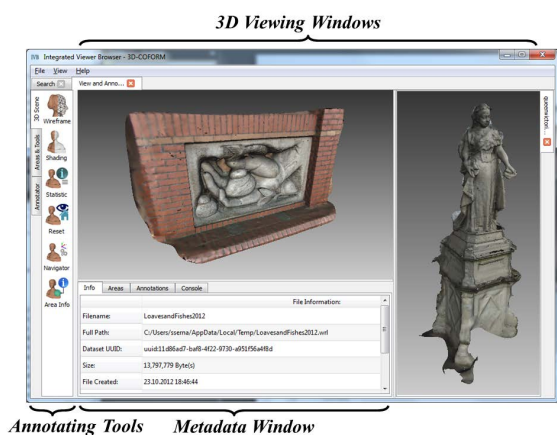 3D Viewing Windows
Integrated Viewer Browser - 3D-COFORM
File View Help
Search
View and Anno...
3D Scene
Areas & Tools
Annotator
Wireframe
Shading
Statistic
Reset
Navigator
Area Info
Info Areas Annotations Console
File Information:
Filename: LoavesandFishes2012
Full Path: C:/Users/ssema/AppData/Local/Temp/LoavesandFishes2012.wrl
Dataset UUID: uuid:11d86ad7-baf8-4f22-9730-a951f56a4f8d
Size: 13,797,779 Byte(s)
File Created: 23.10.2012 18:46:44
Annotating Tools Metadata Window